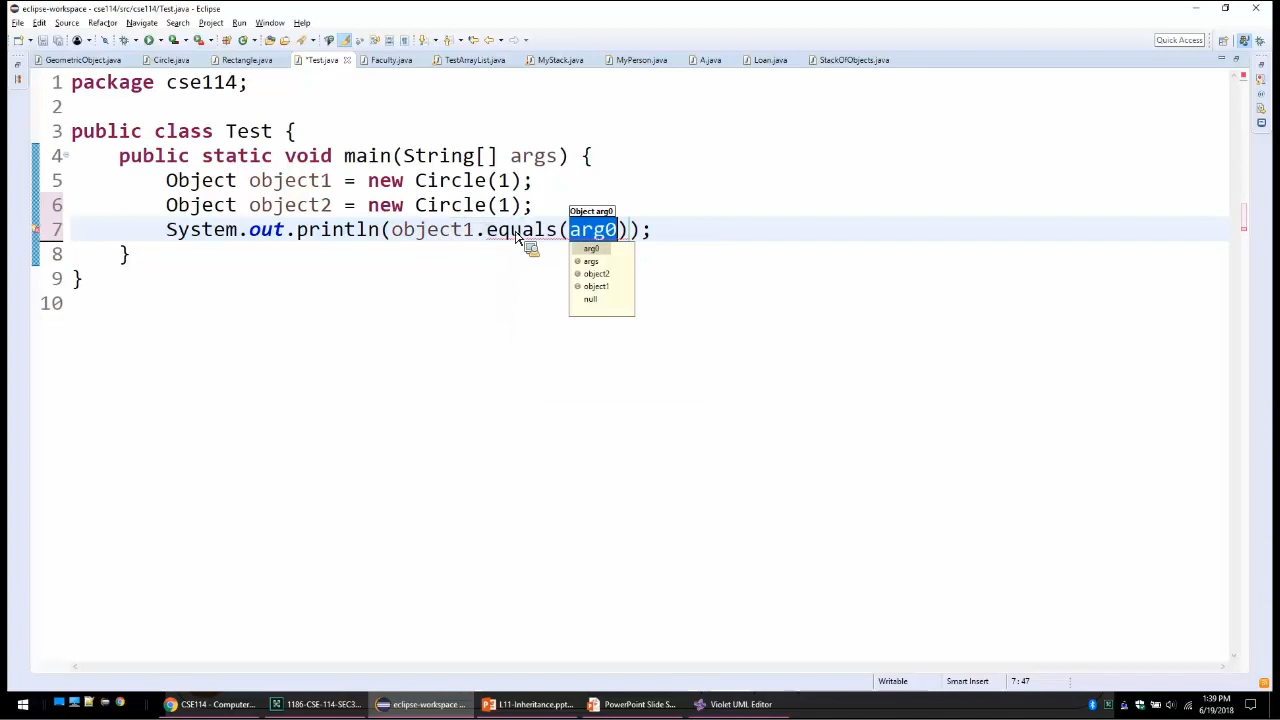 eclipse-workspace - cse114/src/cse114/Test.java - Eclipse
File Edit Source Refactor Navigate Search Project Run Window Help
Quick Access
GeometricObject.java Circle.java Rectangle.java *Test.java Faculty.java TestArrayList.java MyStack.java MyPerson.java A.java Loan.java StackOfObjects.java
1 package cse114;
2
3 public class Test {
4 public static void main(String[] args) {
5 Object object1 = new Circle(1);
6 Object object2 = new Circle(1);
Object arg0
7 System.out.println(object1.equals(arg0));
8 }
arg0
args
9 }
object2
object1
10
null
Writable Smart Insert 7 : 47
CSE114 - Computer... 1186-CSE-114-SEC3... eclipse-workspace ... L11-Inheritance.ppt... PowerPoint Slide S... Violet UML Editor
1:39 PM
6/19/2018